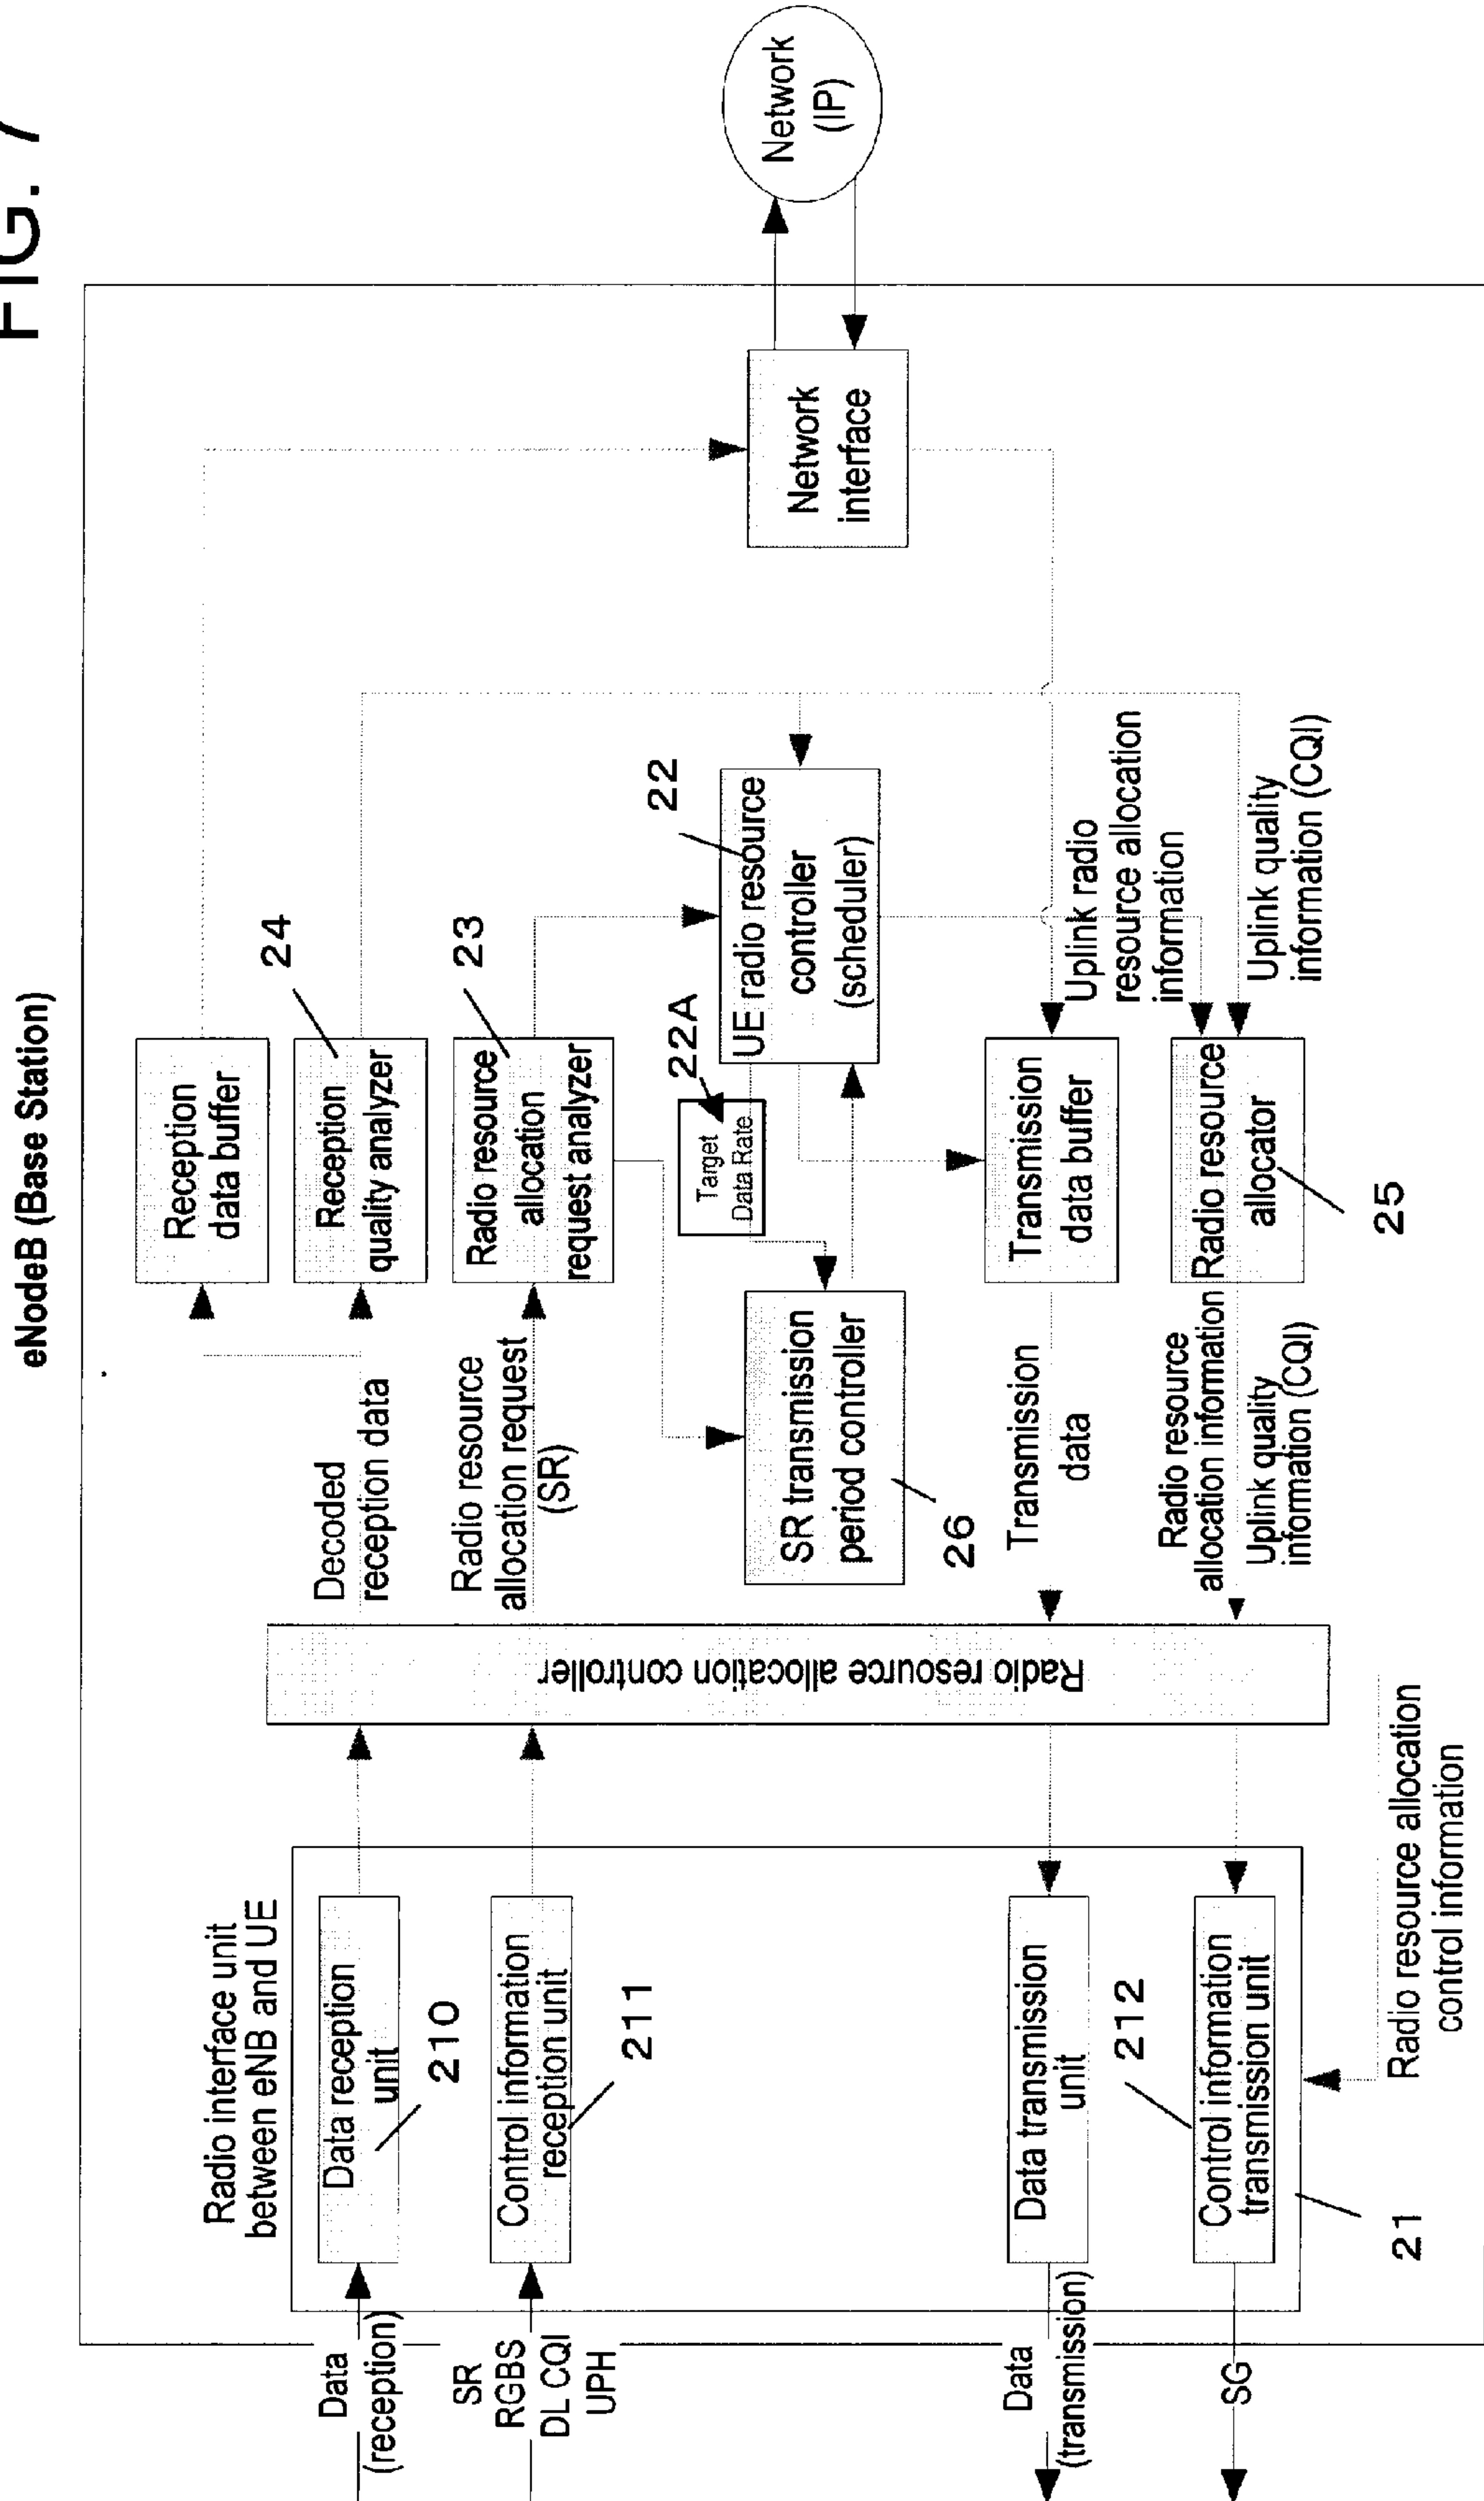 FIG. 7
eNodeB (Base Station)
Radio interface unit
between eNB and UE
Data
(reception)
SR
RGBS
DL CQI
UPH
Data
(transmission)
SG
Data reception
unit
210
Control information
reception unit
211
Data transmission
unit
212
Control information
transmission unit
21
Radio resource allocation
control information
Radio resource allocation controller
Decoded
reception data
Radio resource
allocation request
(SR)
Transmission
data
Radio resource
allocation information
Uplink quality
information (CQI)
Reception
data buffer
Reception
quality analyzer
24
Radio resource
allocation
request analyzer
23
SR transmission
period controller
26
Target
Data Rate
22A
UE radio resource
controller
(scheduler)
22
Transmission
data buffer
Radio resource
allocator
25
Uplink radio
resource allocation
information
Uplink quality
information (CQI)
Network
interface
Network
(IP)